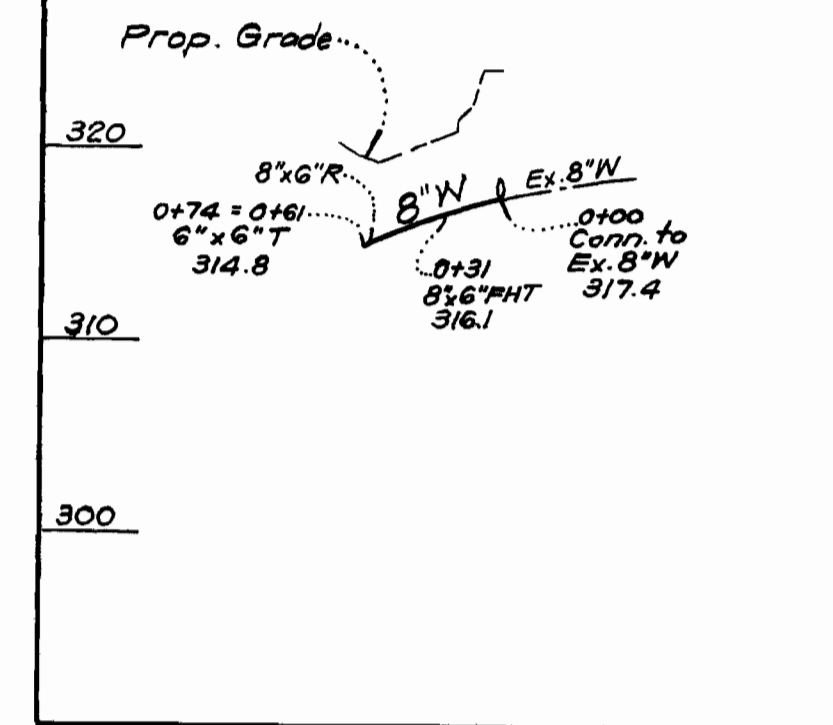 Prop. Grade
320
8"x6"R
8"W
Ex. 8"W
0+74 = 0+61
6"x6"T
314.8
0+00
Conn. to
Ex. 8"W
317.4
0+31
8"x6"FHT
316.1
310
300